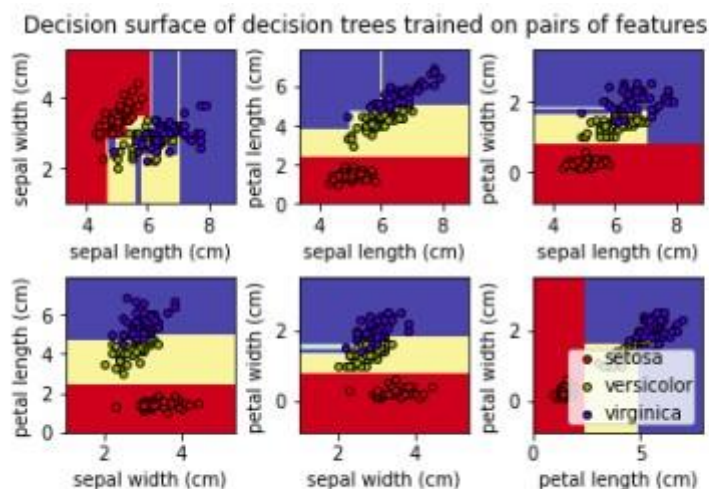 Decision surface of decision trees trained on pairs of features
sepal width (cm)
4
2
4 6 8
sepal length (cm)
petal length (cm)
6
4
2
0
4 6 8
sepal length (cm)
petal width (cm)
2
0
4 6 8
sepal length (cm)
petal length (cm)
6
4
2
0
2 4
sepal width (cm)
petal width (cm)
2
0
2 4
sepal width (cm)
petal width (cm)
2
0
setosa
versicolor
virginica
0 5
petal length (cm)